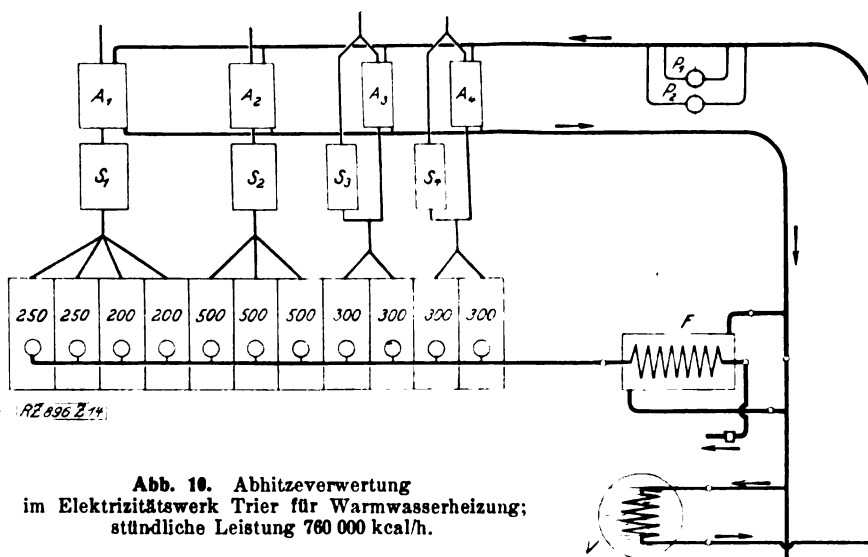 P₁
P₂
A₁ A₂ A₃ A₄
S₁ S₂ S₃ S₄
250 250 200 200 500 500 500 300 300 300 300
F
RZ 896 Z 14
V
Abb. 10. Abhitzeverwertung
im Elektrizitätswerk Trier für Warmwasserheizung;
stündliche Leistung 760 000 kcal/h.